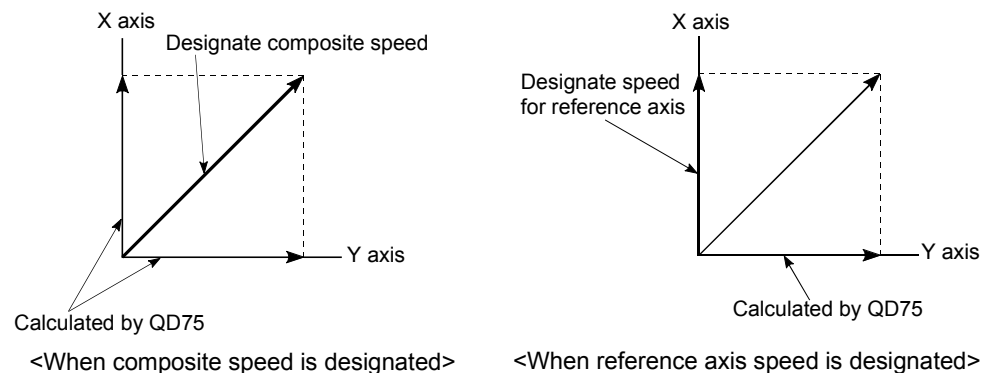 X axis
Designate composite speed
Y axis
Calculated by QD75
<When composite speed is designated>
X axis
Designate speed
for reference axis
Y axis
Calculated by QD75
<When reference axis speed is designated>